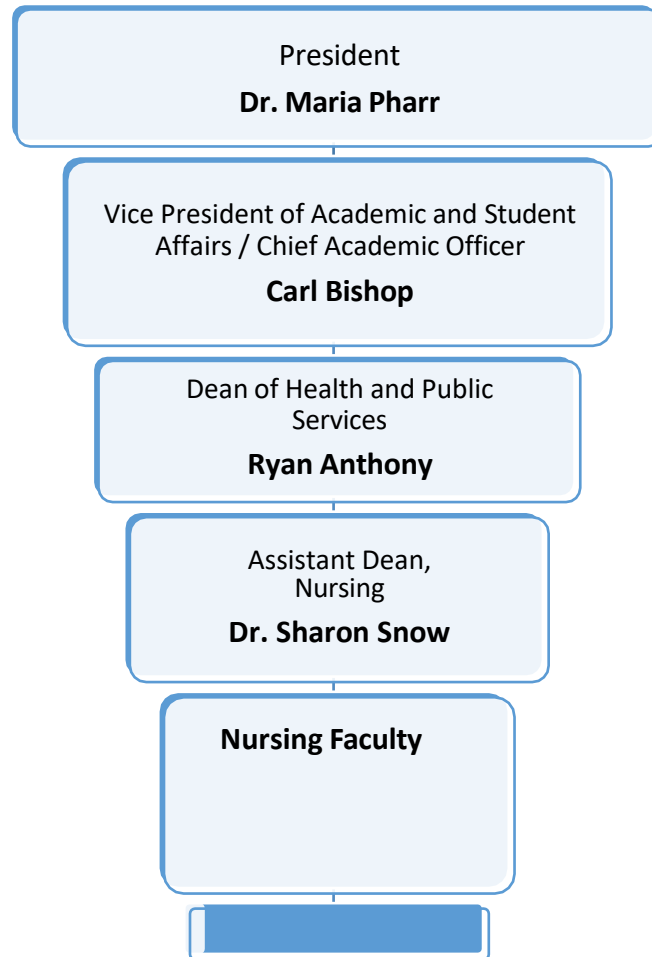 President
Dr. Maria Pharr
Vice President of Academic and Student
Affairs / Chief Academic Officer
Carl Bishop
Dean of Health and Public
Services
Ryan Anthony
Assistant Dean,
Nursing
Dr. Sharon Snow
Nursing Faculty